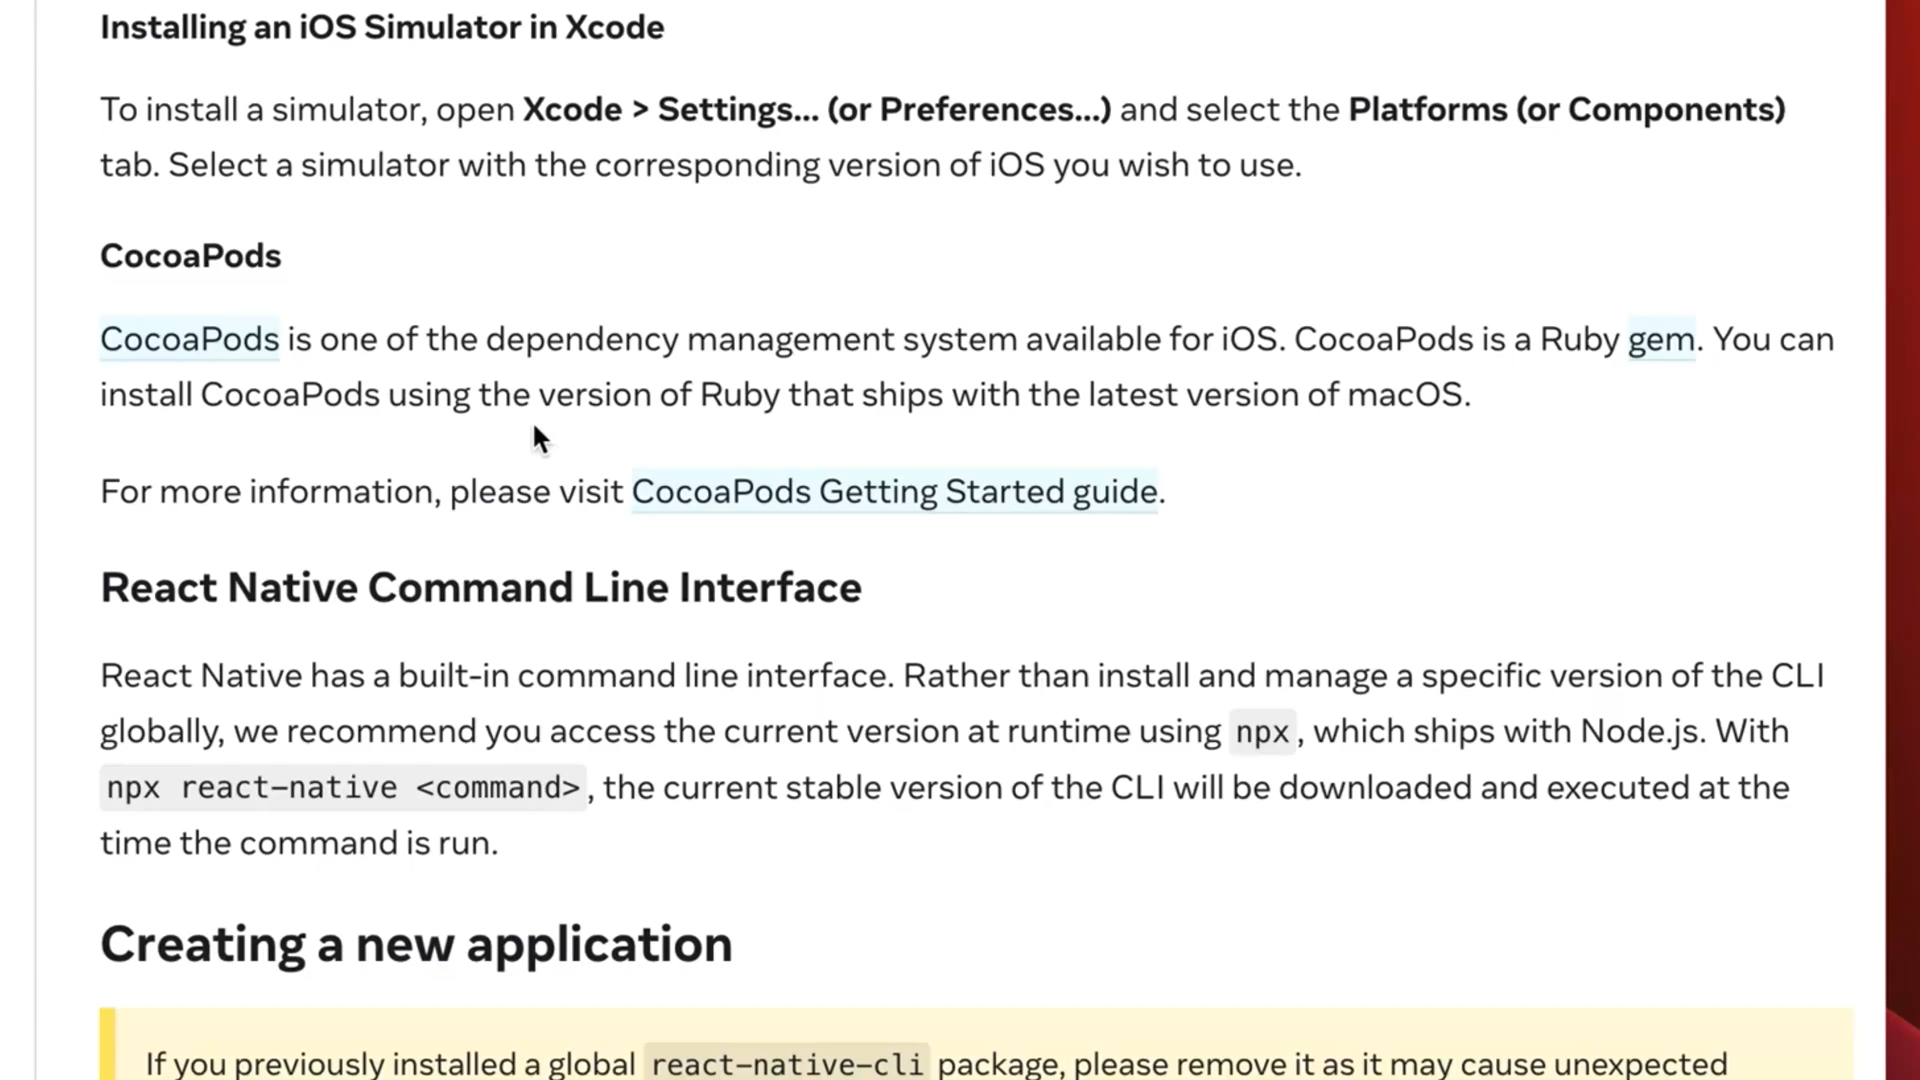 Installing an iOS Simulator in Xcode
To install a simulator, open Xcode > Settings... (or Preferences...) and select the Platforms (or Components)
tab. Select a simulator with the corresponding version of iOS you wish to use.
CocoaPods
CocoaPods is one of the dependency management system available for iOS. CocoaPods is a Ruby gem. You can
install CocoaPods using the version of Ruby that ships with the latest version of macOS.
For more information, please visit CocoaPods Getting Started guide.
React Native Command Line Interface
React Native has a built-in command line interface. Rather than install and manage a specific version of the CLI
globally, we recommend you access the current version at runtime using npx, which ships with Node.js. With
npx react-native <command>, the current stable version of the CLI will be downloaded and executed at the
time the command is run.
Creating a new application
If you previously installed a global react-native-cli package, please remove it as it may cause unexpected